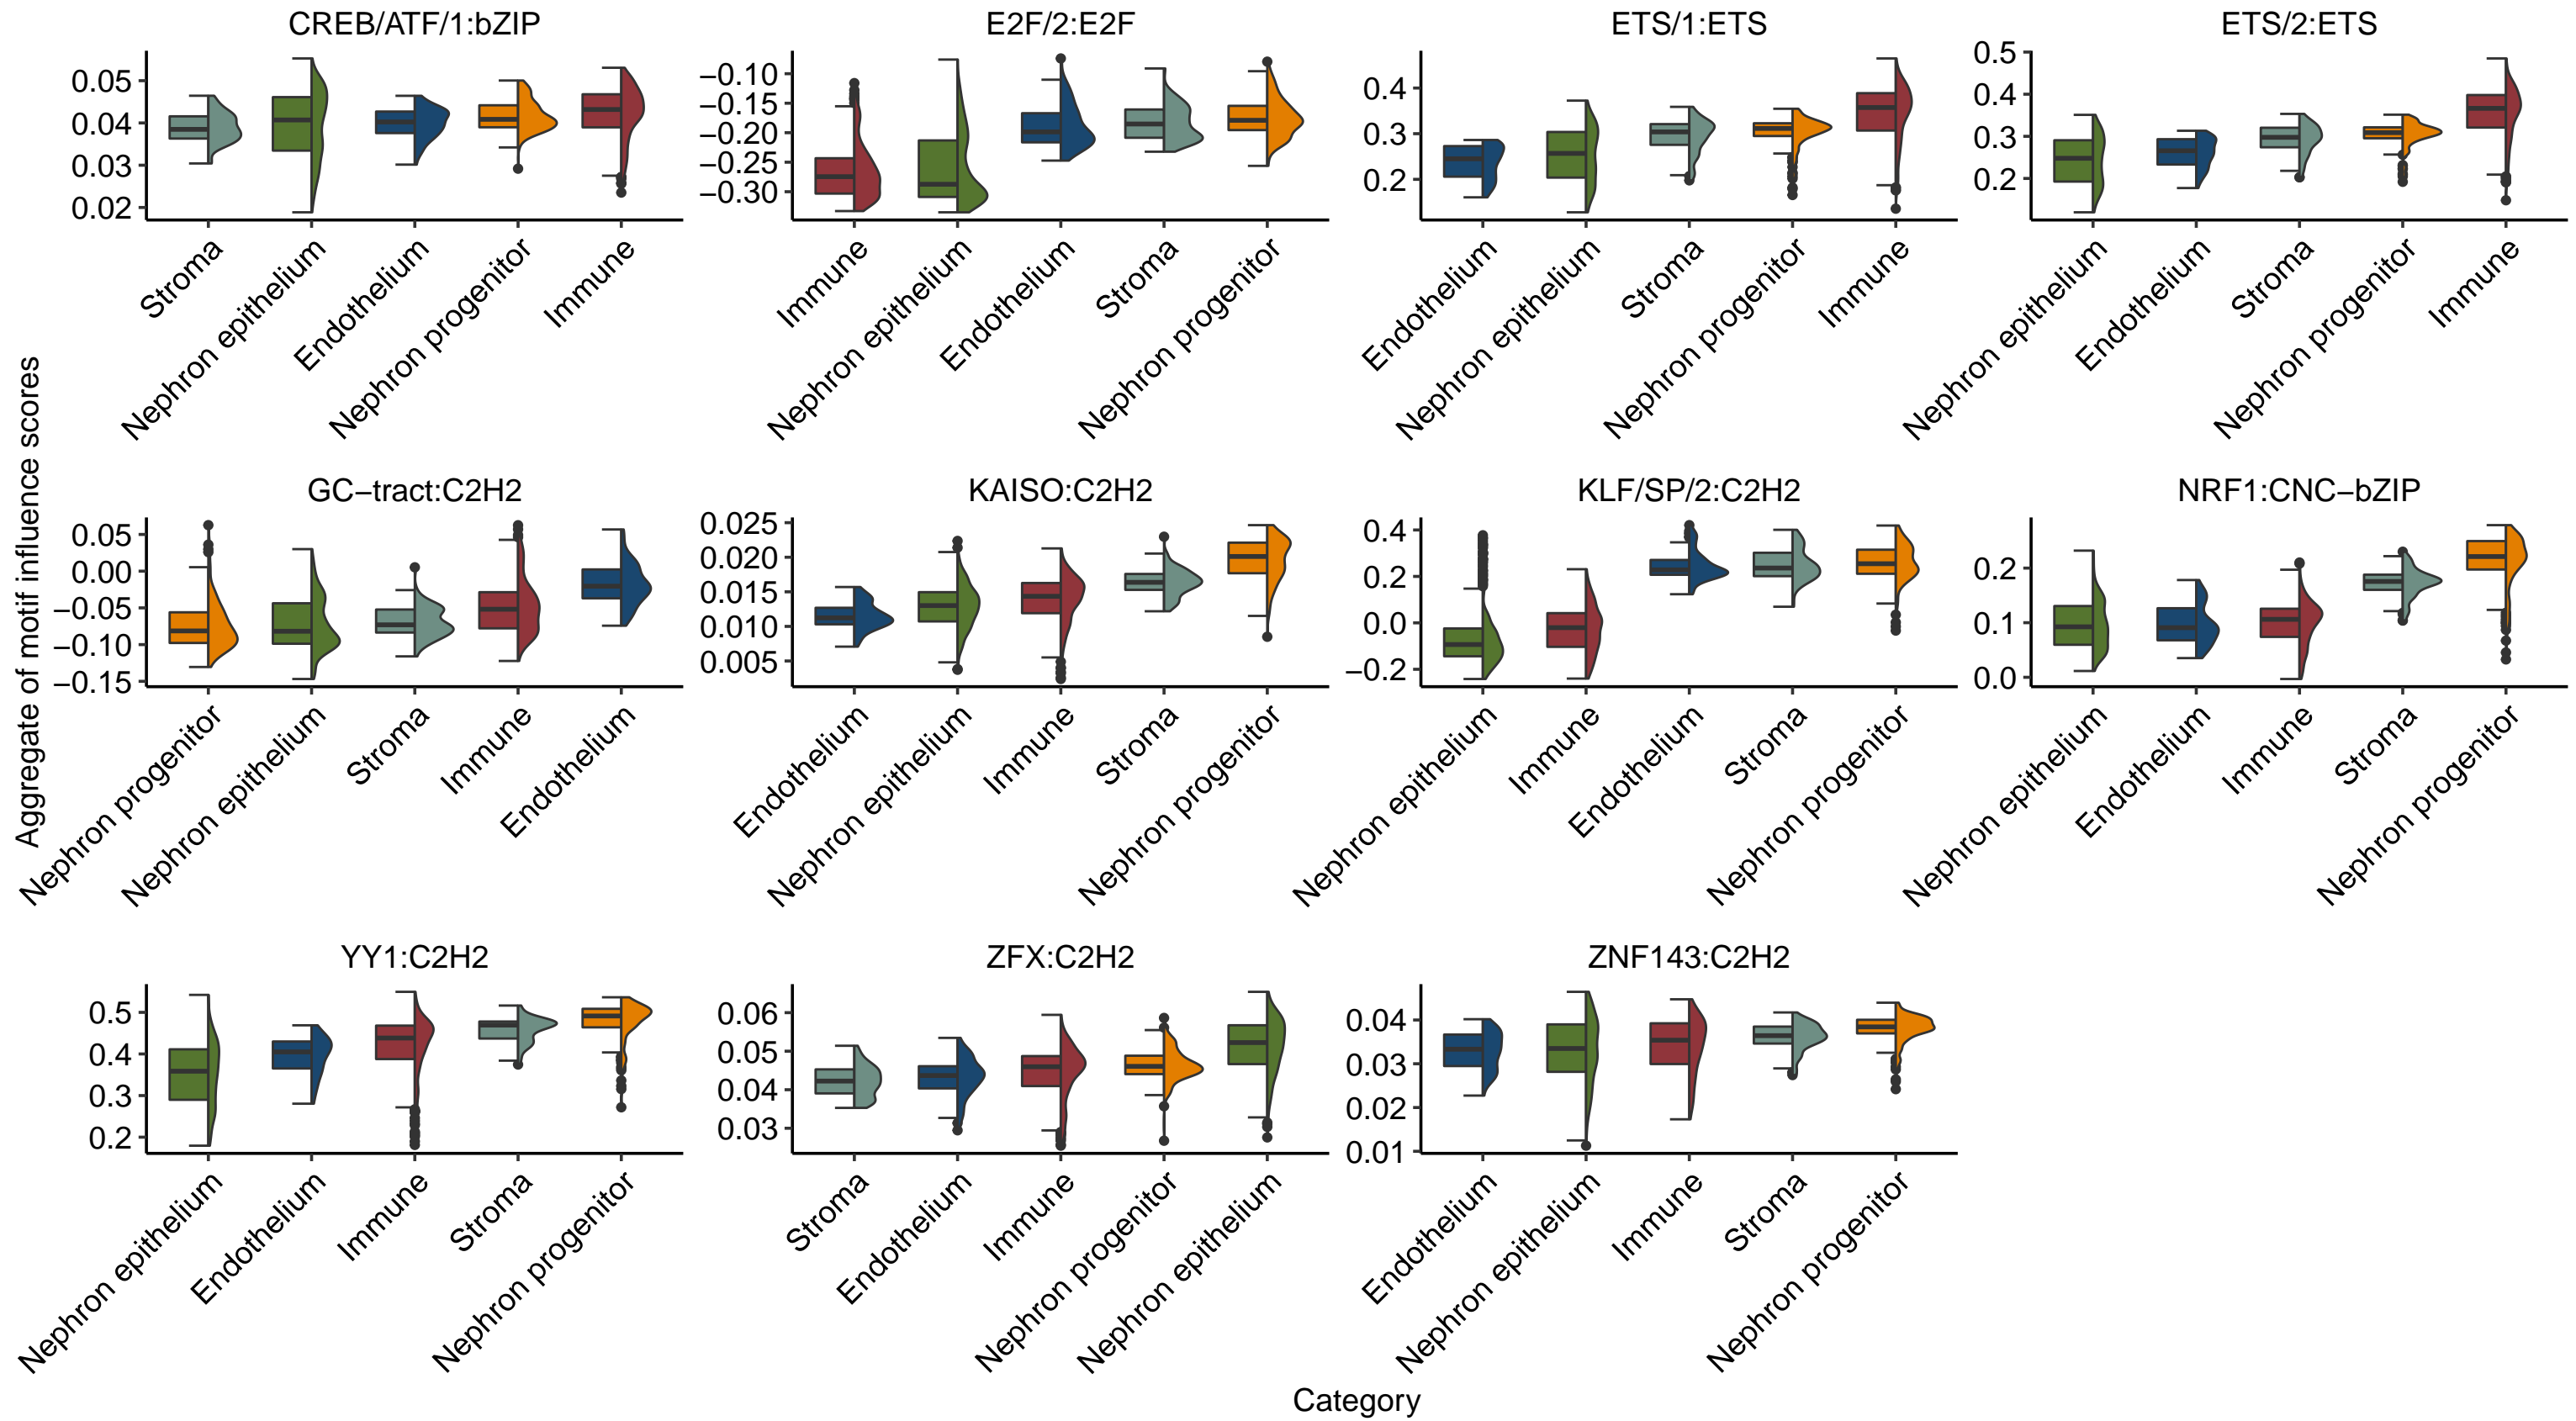 CREB/ATF/1:bZIP
E2F/2:E2F
ETS/1:ETS
ETS/2:ETS
0.05
0.04
0.03
0.02
−0.10
−0.15
−0.20
−0.25
−0.30
0.4
0.3
0.2
0.5
0.4
0.3
0.2
Stroma
Nephron epithelium
Endothelium
Nephron progenitor
Immune
Immune
Nephron epithelium
Endothelium
Stroma
Nephron progenitor
Endothelium
Nephron epithelium
Stroma
Nephron progenitor
Immune
Nephron epithelium
Endothelium
Stroma
Nephron progenitor
Immune
Aggregate of motif influence scores
GC−tract:C2H2
KAISO:C2H2
KLF/SP/2:C2H2
NRF1:CNC−bZIP
0.05
0.00
−0.05
−0.10
−0.15
0.025
0.020
0.015
0.010
0.005
0.4
0.2
0.0
−0.2
0.2
0.1
0.0
Nephron progenitor
Nephron epithelium
Stroma
Immune
Endothelium
Endothelium
Nephron epithelium
Immune
Stroma
Nephron progenitor
Nephron epithelium
Immune
Endothelium
Stroma
Nephron progenitor
Nephron epithelium
Endothelium
Immune
Stroma
Nephron progenitor
YY1:C2H2
ZFX:C2H2
ZNF143:C2H2
0.5
0.4
0.3
0.2
0.06
0.05
0.04
0.03
0.04
0.03
0.02
0.01
Nephron epithelium
Endothelium
Immune
Stroma
Nephron progenitor
Stroma
Endothelium
Immune
Nephron progenitor
Nephron epithelium
Endothelium
Nephron epithelium
Immune
Stroma
Nephron progenitor
Category